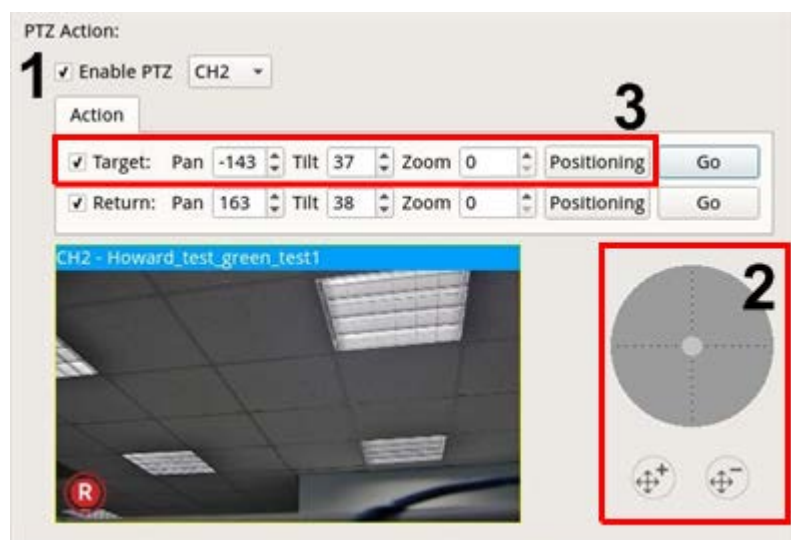 PTZ Action:
1 Enable PTZ CH2
Action
3
Target: Pan -143 Tilt 37 Zoom 0 Positioning Go
Return: Pan 163 Tilt 38 Zoom 0 Positioning Go
CH2 - Howard_test_green_test1
2
R